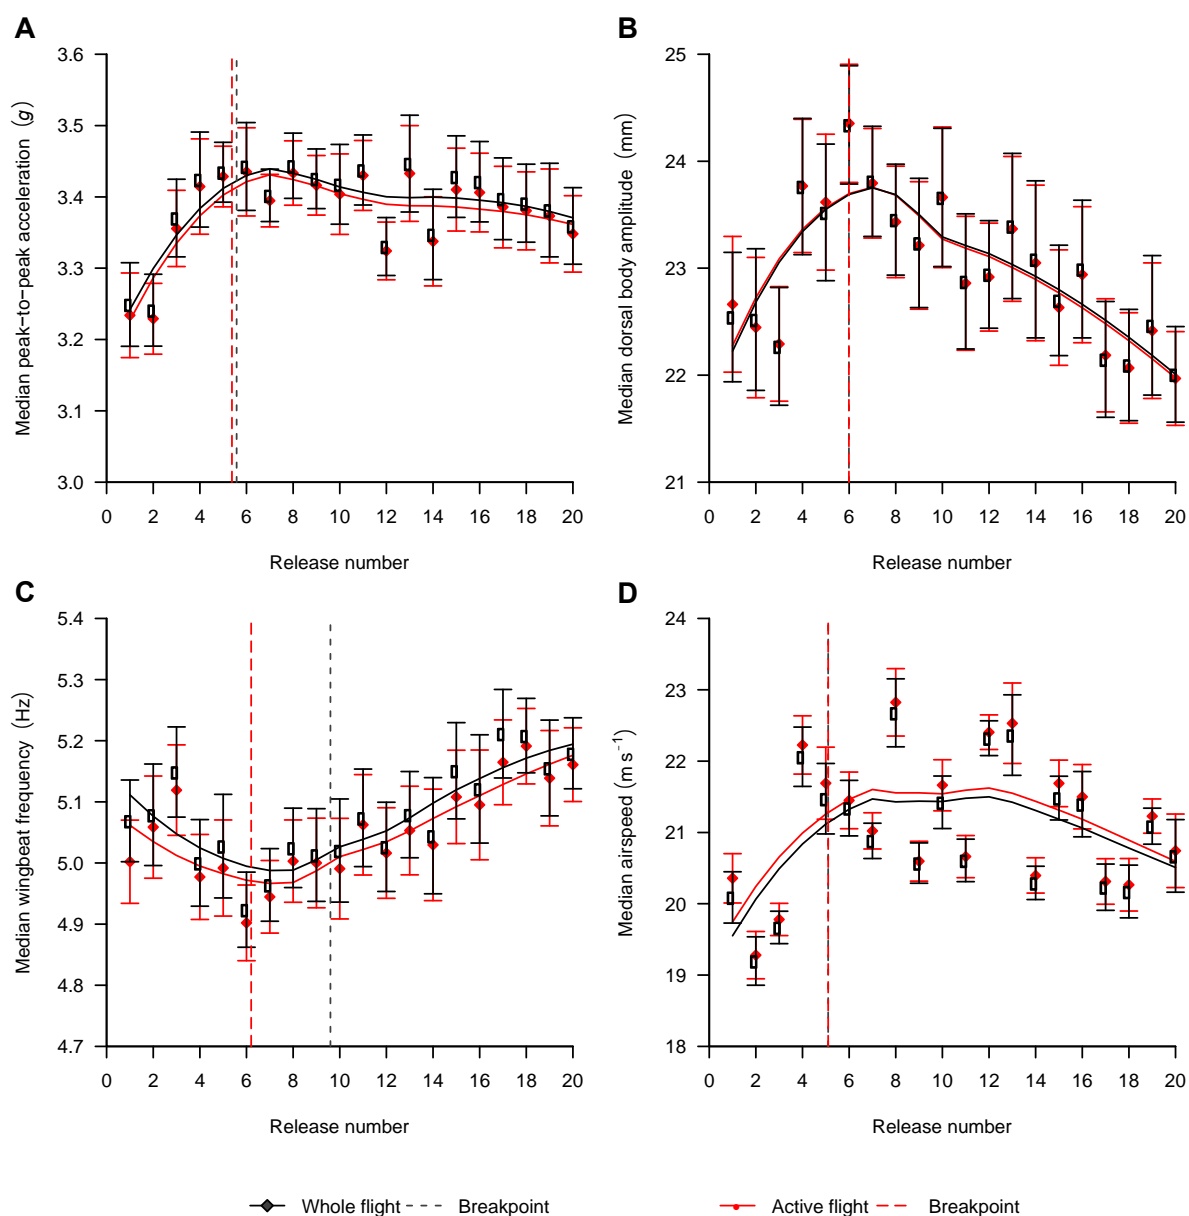 A
B
3.6
3.5
3.4
3.3
3.2
3.1
3.0
Median peak−to−peak acceleration (g)
0 2 4 6 8 10 12 14 16 18 20
Release number
25
24
23
22
21
Median dorsal body amplitude (mm)
0 2 4 6 8 10 12 14 16 18 20
Release number
C
D
5.4
5.3
5.2
5.1
5.0
4.9
4.8
4.7
Median wingbeat frequency (Hz)
0 2 4 6 8 10 12 14 16 18 20
Release number
24
23
22
21
20
19
18
Median airspeed (m s⁻¹)
0 2 4 6 8 10 12 14 16 18 20
Release number
Whole flight Breakpoint Active flight Breakpoint